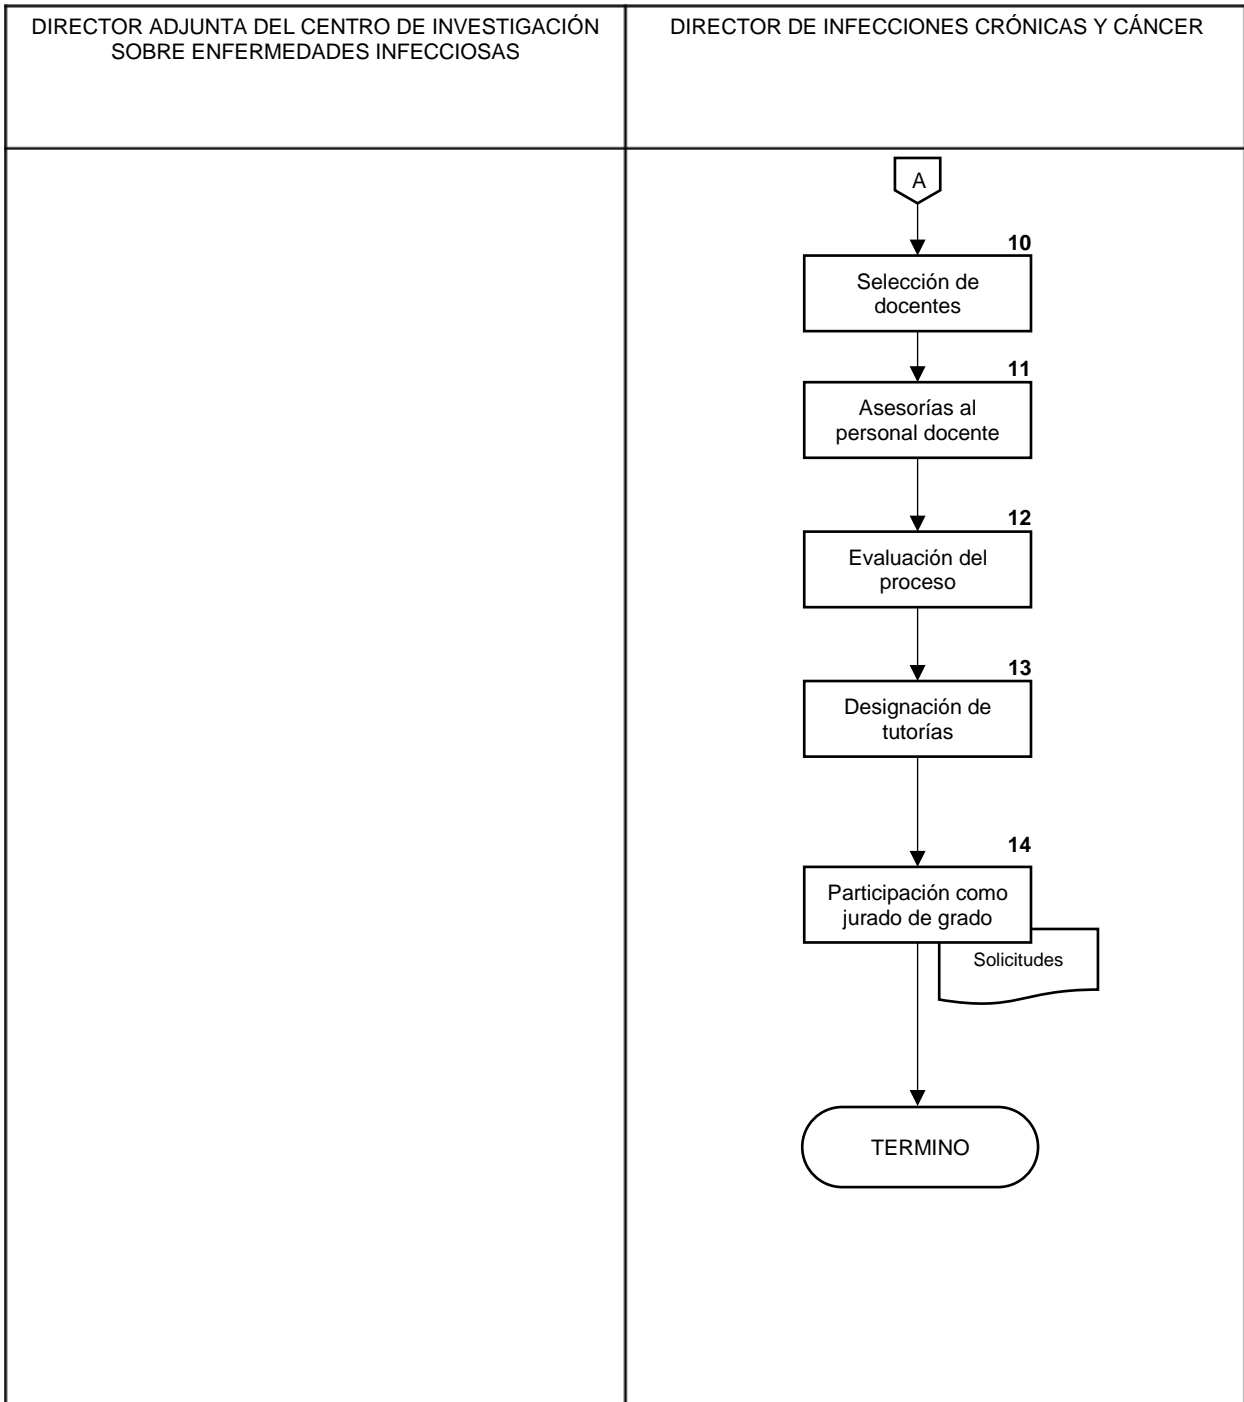 DIRECTOR ADJUNTA DEL CENTRO DE INVESTIGACIÓN
SOBRE ENFERMEDADES INFECCIOSAS
DIRECTOR DE INFECCIONES CRÓNICAS Y CÁNCER
A
10
Selección de
docentes
11
Asesorías al
personal docente
12
Evaluación del
proceso
13
Designación de
tutorías
14
Participación como
jurado de grado
Solicitudes
TERMINO